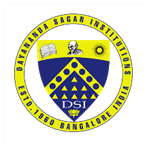 DAYANANDA SAGAR INSTITUTIONS
ESTD.,1960 BANGALORE INDIA
DSI